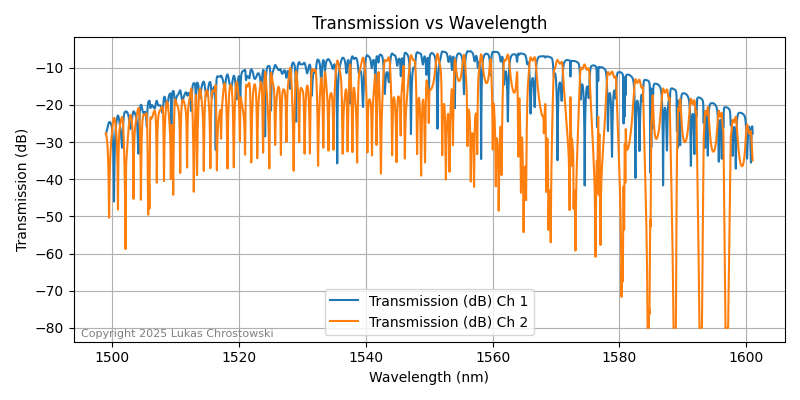 Transmission vs Wavelength
Transmission (dB)
−10
−20
−30
−40
−50
−60
−70
−80
Transmission (dB) Ch 1
Transmission (dB) Ch 2
Copyright 2025 Lukas Chrostowski
1500
1520
1540
1560
1580
1600
Wavelength (nm)